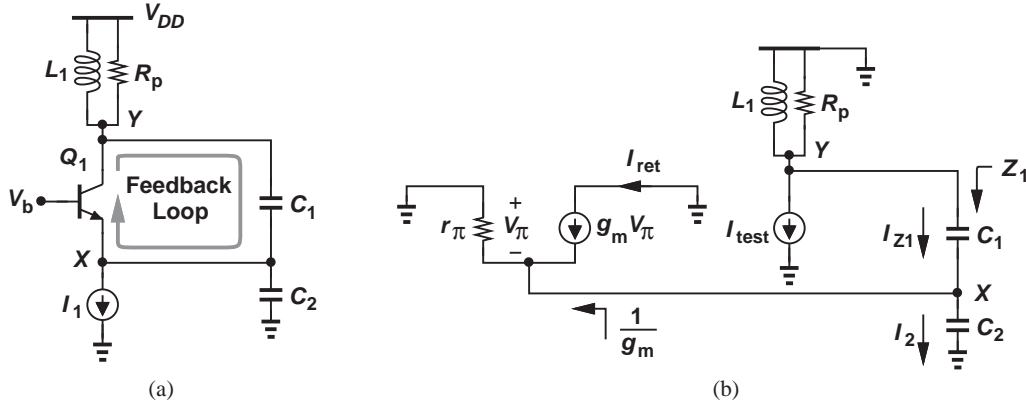 V_DD
L_1
R_p
Y
Q_1
V_b
Feedback
Loop
C_1
X
I_1
C_2
(a)
L_1
R_p
Y
I_ret
Z_1
r_π
+
V_π
−
g_m V_π
I_test
I_Z1
C_1
X
1
g_m
I_2
C_2
(b)